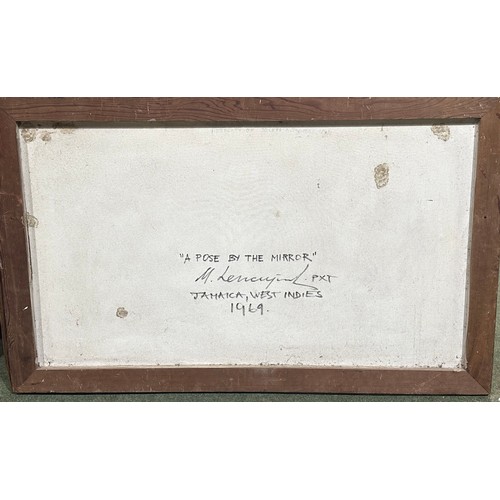 "A POSE BY THE MIRROR"
M. PXT
JAMAICA, WEST INDIES
1969.